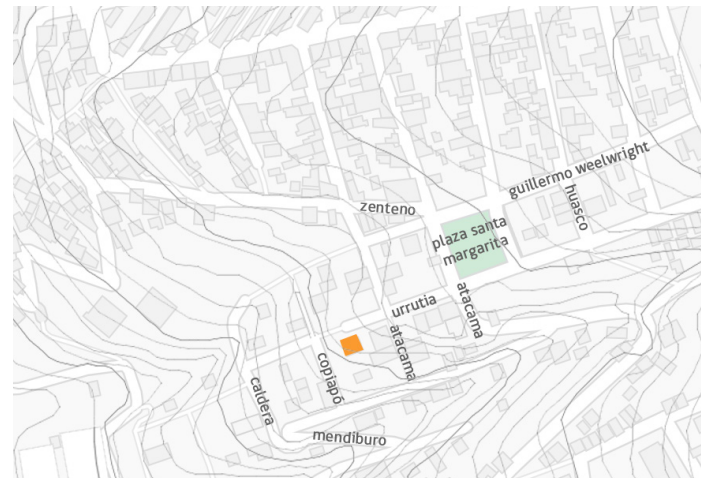 guillermo weelwright
zenteno
huasco
plaza santa
margarita
urrutia
atacama
atacama
copiapó
caldera
mendiburo